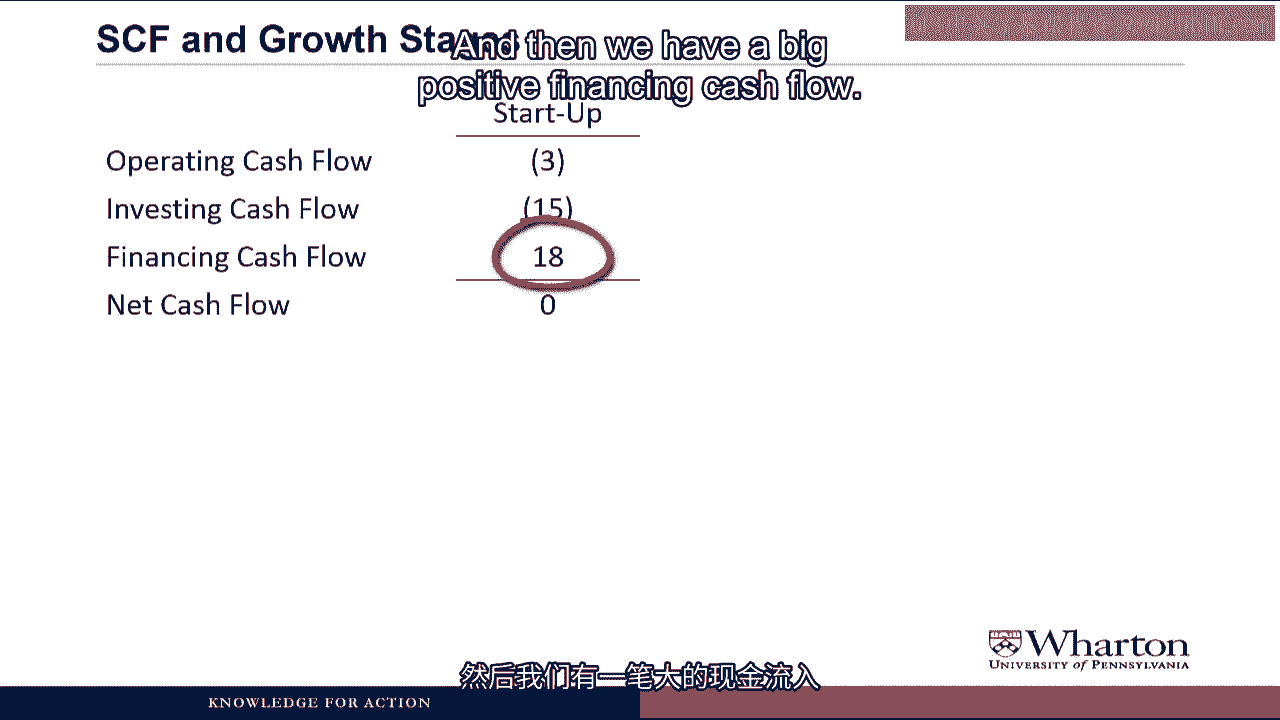 SCF and Growth
And then we have a big
positive financing cash flow.
Start-Up
Operating Cash Flow (3)
Investing Cash Flow (15)
Financing Cash Flow 18
Net Cash Flow 0
Wharton
UNIVERSITY of PENNSYLVANIA
然后我们有一笔大的现金流入
KNOWLEDGE FOR ACTION